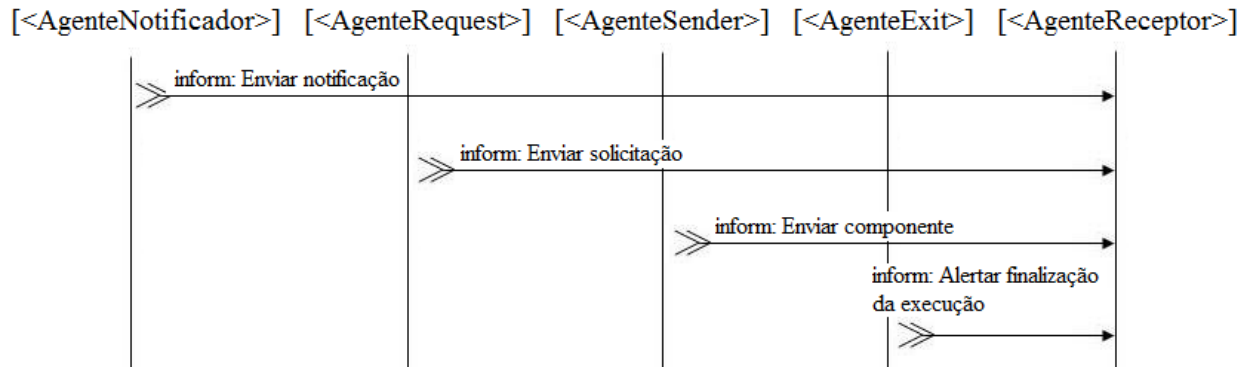 [<AgenteNotificador>] [<AgenteRequest>] [<AgenteSender>] [<AgenteExit>] [<AgenteReceptor>]
inform: Enviar notificação
inform: Enviar solicitação
inform: Enviar componente
inform: Alertar finalização
da execução